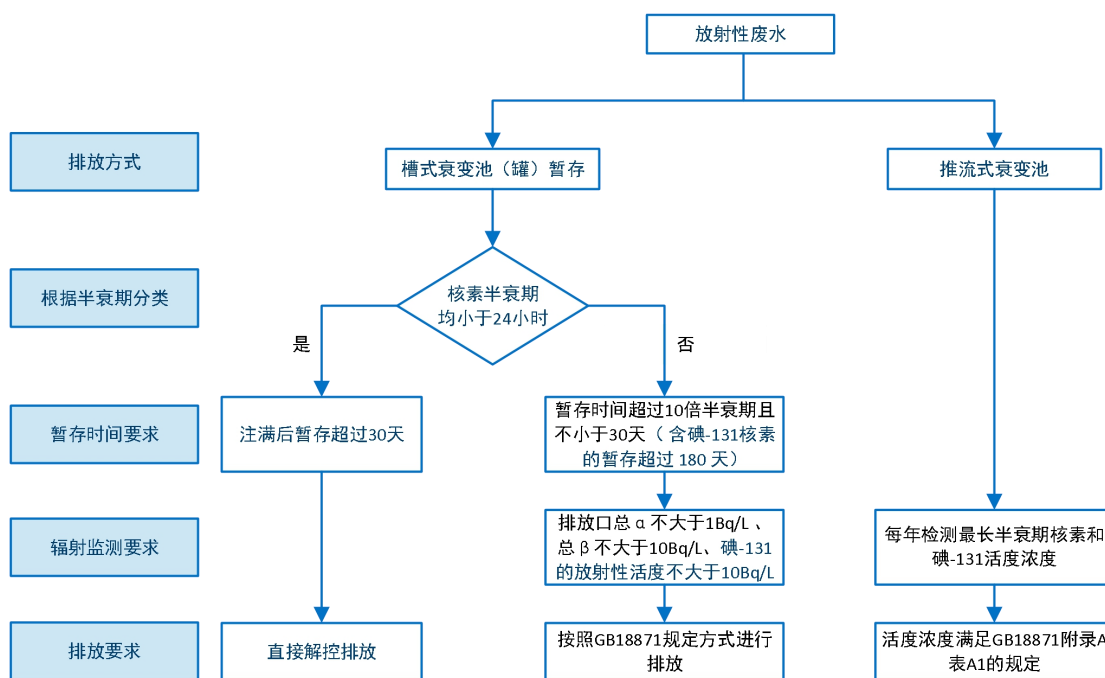 放射性废水
排放方式
槽式衰变池（罐）暂存
推流式衰变池
根据半衰期分类
核素半衰期
均小于24小时
是
否
暂存时间要求
注满后暂存超过30天
暂存时间超过10倍半衰期且
不小于30天（ 含碘-131核素
的暂存超过 180 天）
辐射监测要求
排放口总α不大于1Bq/L 、
总β不大于10Bq/L、碘-131
的放射性活度不大于10Bq/L
每年检测最长半衰期核素和
碘-131活度浓度
排放要求
直接解控排放
按照GB18871规定方式进行
排放
活度浓度满足GB18871附录A
表A1的规定